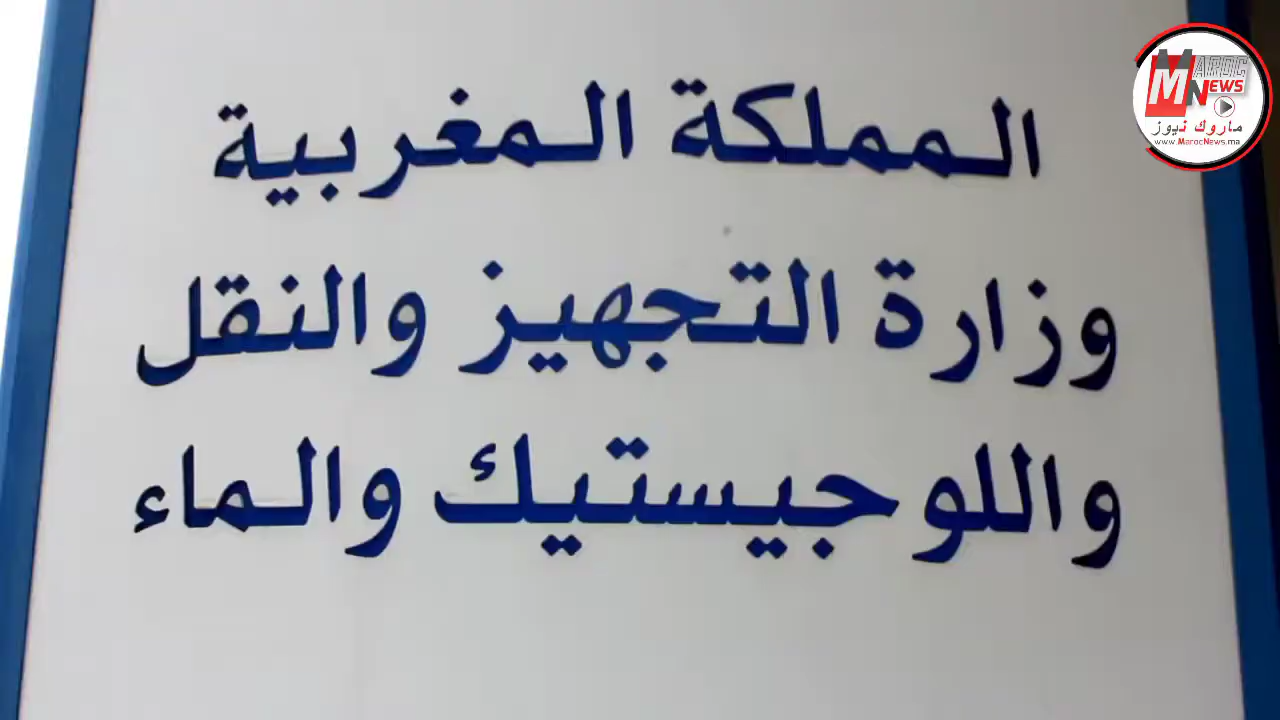 المملكة المغربية
وزارة التجهيز والنقل
واللوجيستيك والماء
MAROC
NEWS
ماروك نيوز
www.MarocNews.ma